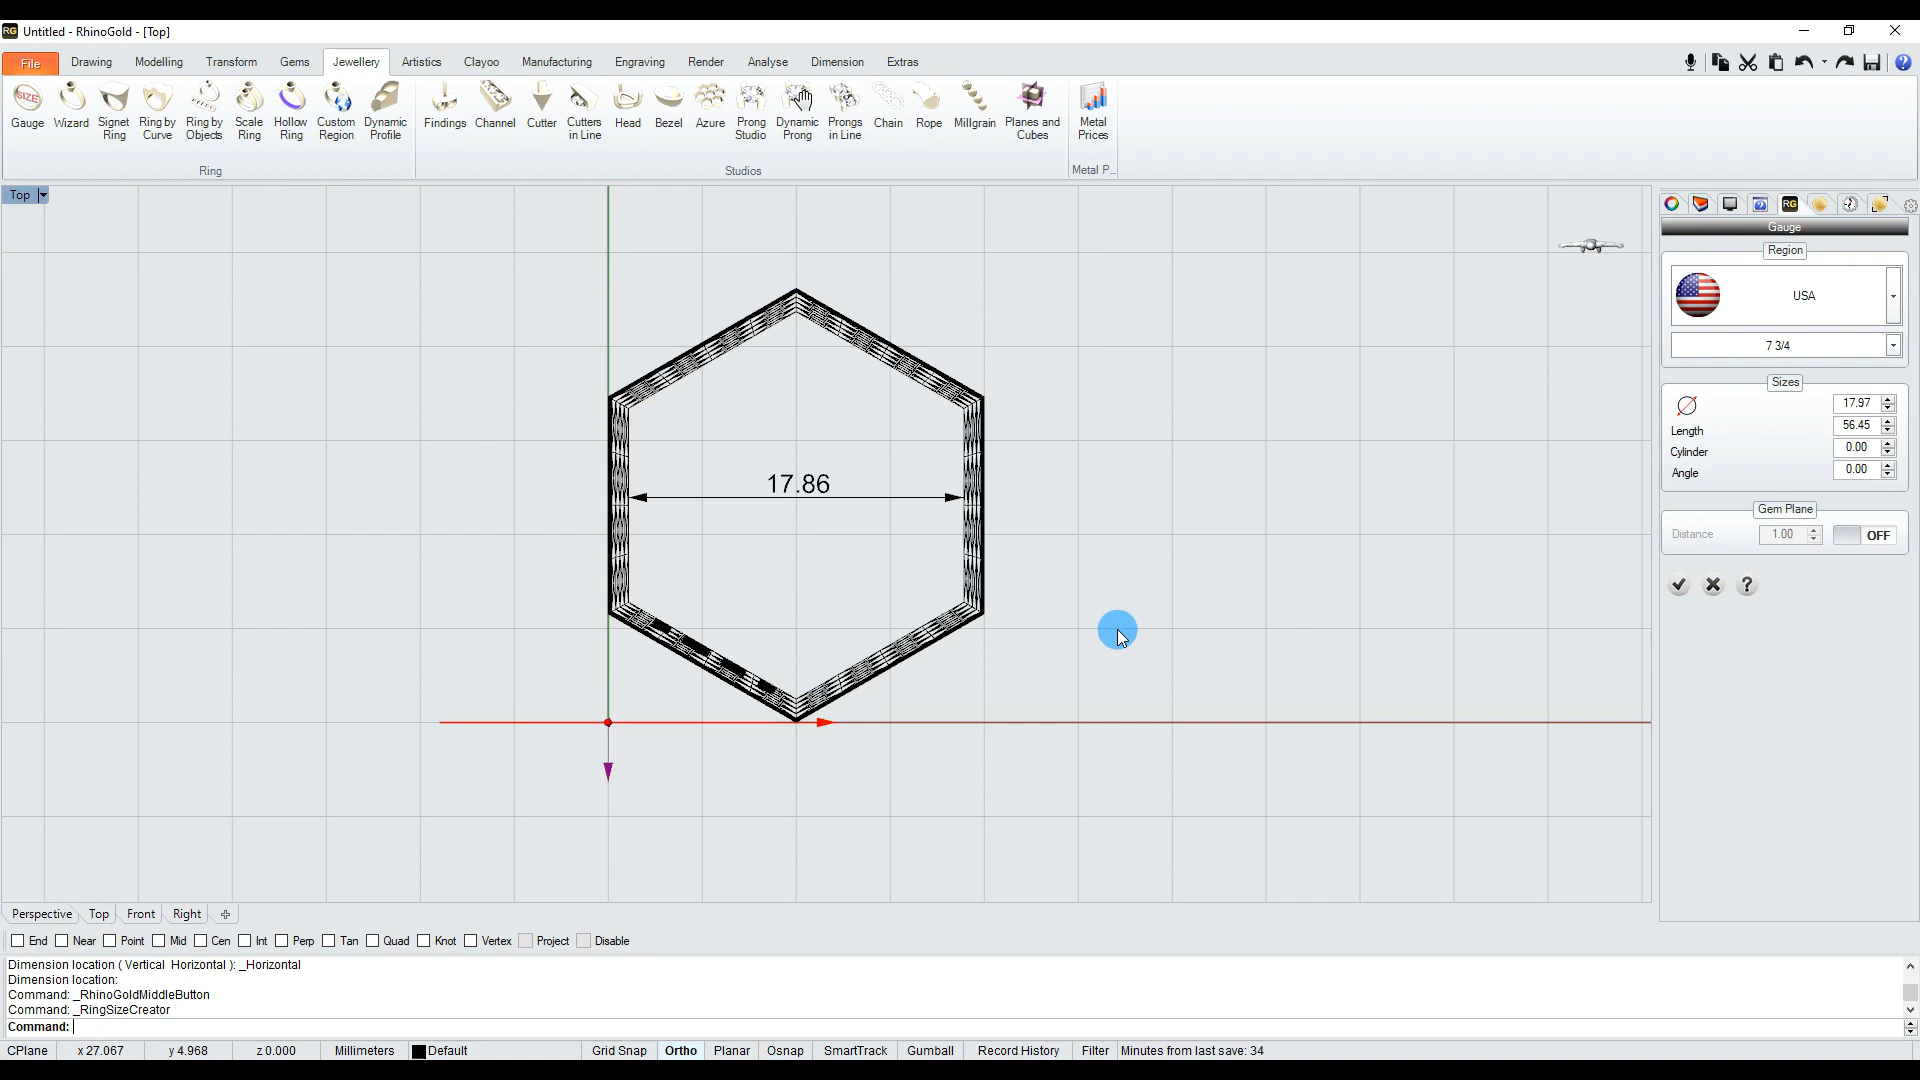 Untitled - RhinoGold - [Top]
File Drawing Modelling Transform Gems Jewellery Artistics Clayoo Manufacturing Engraving Render Analyse Dimension Extras
Gauge Wizard Signet Ring Ring by Curve Ring by Objects Scale Ring Hollow Ring Custom Region Dynamic Profile
Findings Channel Cutter Cutters in Line Head Bezel Azure Prong Studio Dynamic Prong Prongs in Line Chain Rope Millgrain Planes and Cubes
Metal Prices
Ring Studios Metal P...
Top
17.86
Gauge
Region
USA
7 3/4
Sizes
17.97
Length 56.45
Cylinder 0.00
Angle 0.00
Gem Plane
Distance 1.00 OFF
Perspective Top Front Right
End Near Point Mid Cen Int Perp Tan Quad Knot Vertex Project Disable
Dimension location ( Vertical Horizontal ): _Horizontal
Dimension location:
Command: _RhinoGoldMiddleButton
Command: _RingSizeCreator
Command:
CPlane x 27.067 y 4.968 z 0.000 Millimeters Default Grid Snap Ortho Planar Osnap SmartTrack Gumball Record History Filter Minutes from last save: 34